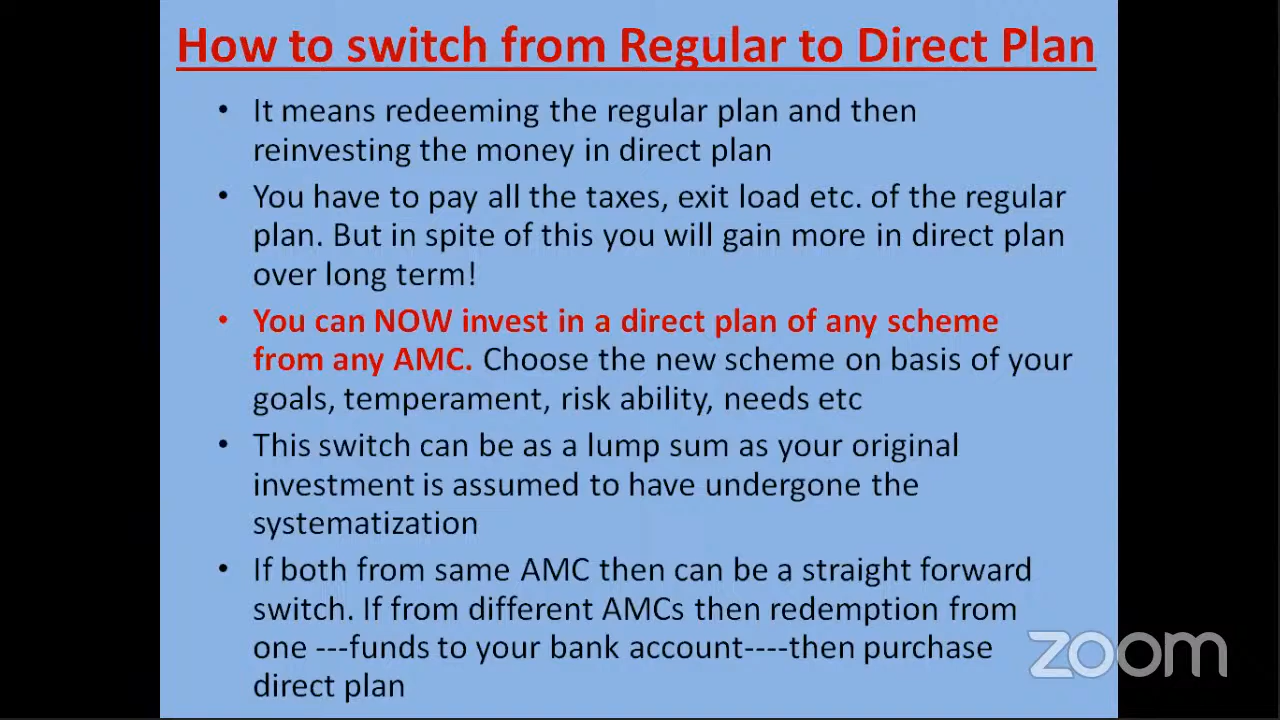 How to switch from Regular to Direct Plan
• It means redeeming the regular plan and then
reinvesting the money in direct plan
• You have to pay all the taxes, exit load etc. of the regular
plan. But in spite of this you will gain more in direct plan
over long term!
• You can NOW invest in a direct plan of any scheme
from any AMC. Choose the new scheme on basis of your
goals, temperament, risk ability, needs etc
• This switch can be as a lump sum as your original
investment is assumed to have undergone the
systematization
• If both from same AMC then can be a straight forward
switch. If from different AMCs then redemption from
one ---funds to your bank account----then purchase
direct plan
zoom